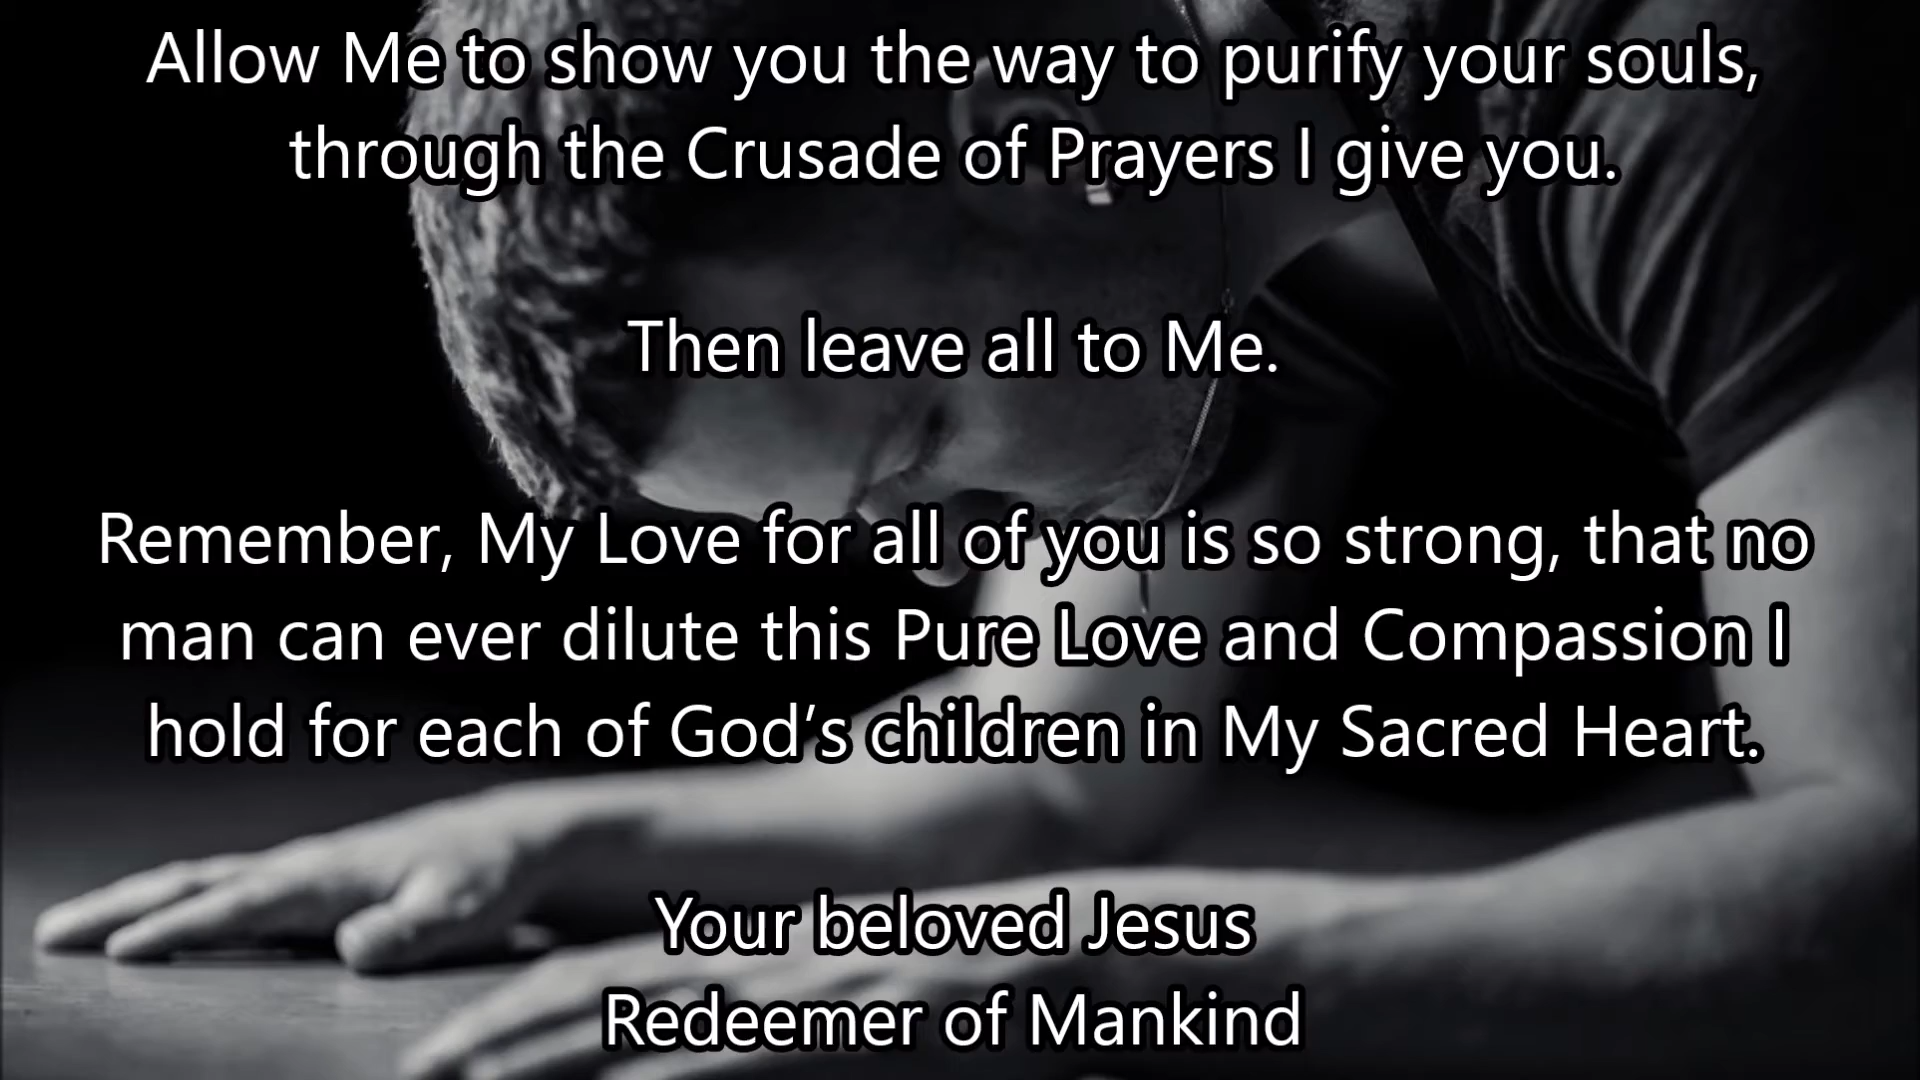 Allow Me to show you the way to purify your souls,
through the Crusade of Prayers I give you.
Then leave all to Me.
Remember, My Love for all of you is so strong, that no
man can ever dilute this Pure Love and Compassion I
hold for each of God’s children in My Sacred Heart.
Your beloved Jesus
Redeemer of Mankind